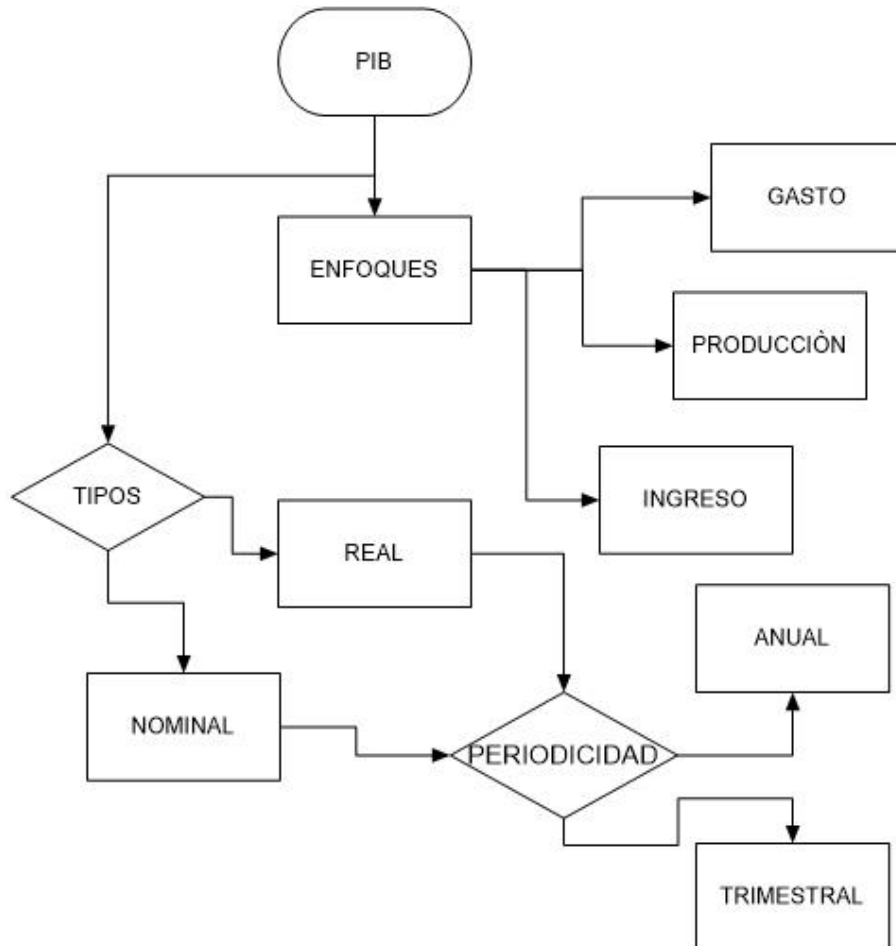 PIB
GASTO
ENFOQUES
PRODUCCIÒN
INGRESO
TIPOS
REAL
ANUAL
NOMINAL
PERIODICIDAD
TRIMESTRAL